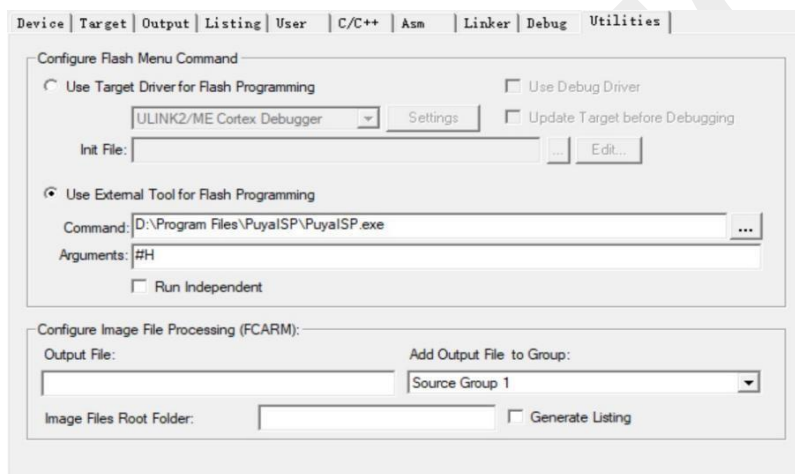 Device Target Output Listing User C/C++ Asm Linker Debug Utilities
Configure Flash Menu Command
Use Target Driver for Flash Programming Use Debug Driver
ULINK2/ME Cortex Debugger Settings Update Target before Debugging
Init File: ... Edit...
Use External Tool for Flash Programming
Command: D:\Program Files\PuyaISP\PuyaISP.exe ...
Arguments: #H
Run Independent
Configure Image File Processing (FCARM):
Output File: Add Output File to Group:
Source Group 1
Image Files Root Folder: Generate Listing